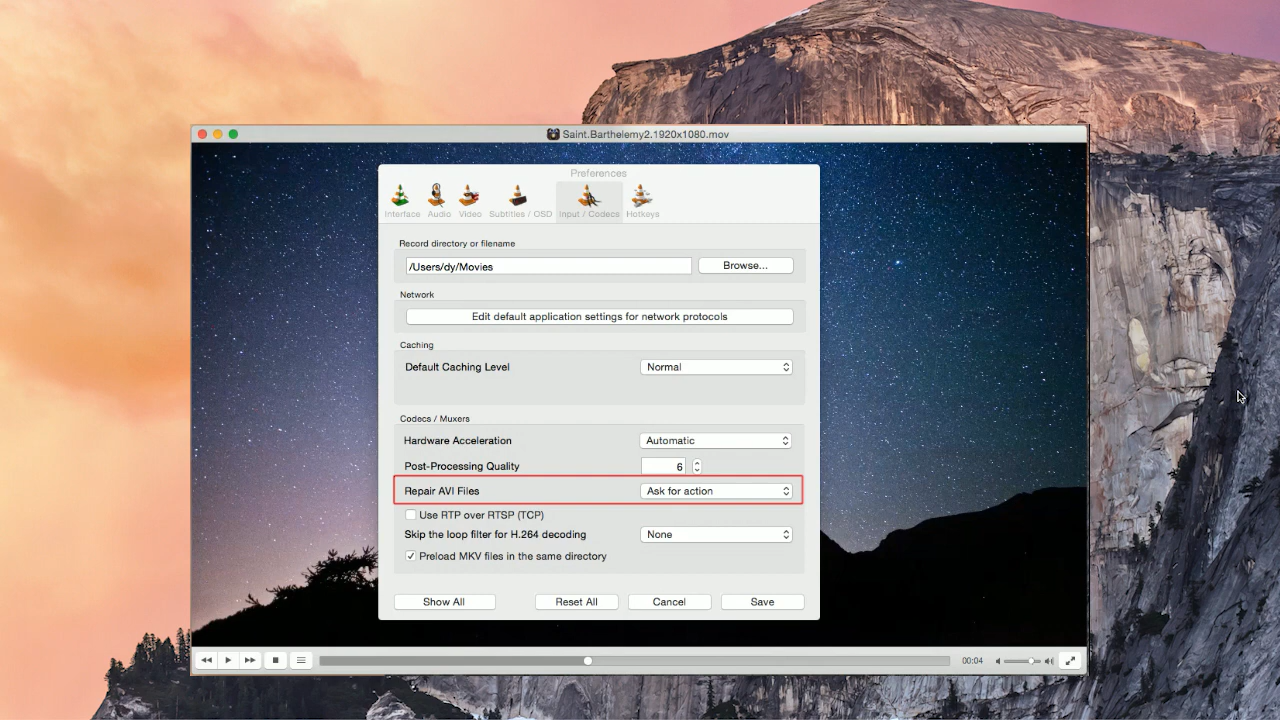 Saint.Barthelemy2.1920x1080.mov
Preferences
Interface Audio Video Subtitles / OSD Input / Codecs Hotkeys
Record directory or filename
/Users/dy/Movies Browse...
Network
Edit default application settings for network protocols
Caching
Default Caching Level Normal
Codecs / Muxers
Hardware Acceleration Automatic
Post-Processing Quality 6
Repair AVI Files Ask for action
Use RTP over RTSP (TCP)
Skip the loop filter for H.264 decoding None
Preload MKV files in the same directory
Show All Reset All Cancel Save
00:04